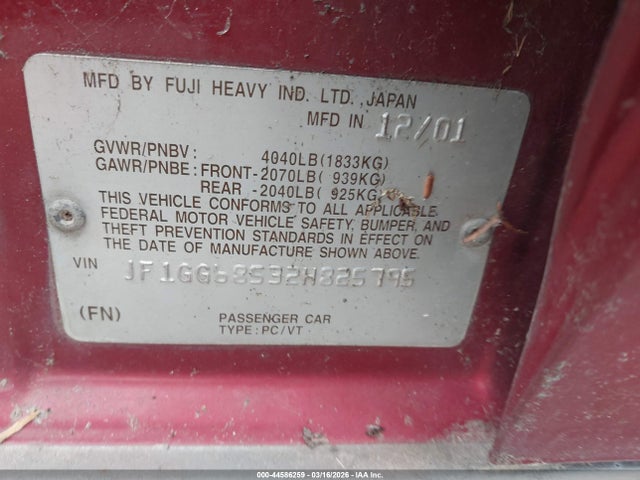 MFD BY FUJI HEAVY IND. LTD., JAPAN
MFD IN 12/01
GVWR/PNBV: 4040LB(1833KG)
GAWR/PNBE: FRONT-2070LB( 939KG)
REAR -2040LB( 925KG)
THIS VEHICLE CONFORMS TO ALL APPLICABLE
FEDERAL MOTOR VEHICLE SAFETY, BUMPER, AND
THEFT PREVENTION STANDARDS IN EFFECT ON
THE DATE OF MANUFACTURE SHOWN ABOVE.
VIN JF1GG68532H825795
(FN) PASSENGER CAR
TYPE: PC/VT
000-44586259 - 03/16/2026 - IAA Inc.